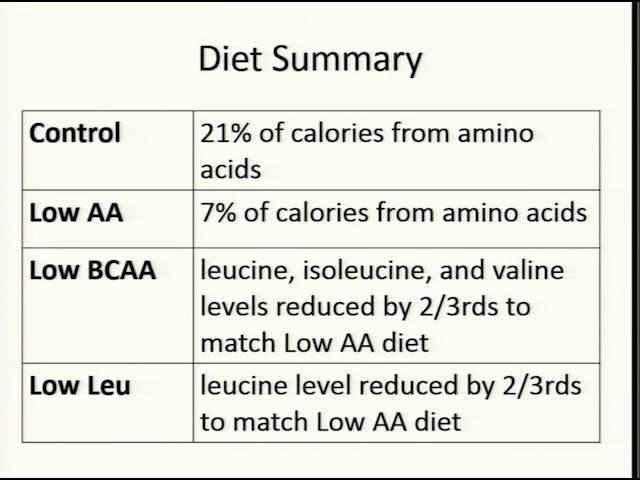 Diet Summary
Control
21% of calories from amino
acids
Low AA
7% of calories from amino acids
Low BCAA
leucine, isoleucine, and valine
levels reduced by 2/3rds to
match Low AA diet
Low Leu
leucine level reduced by 2/3rds
to match Low AA diet